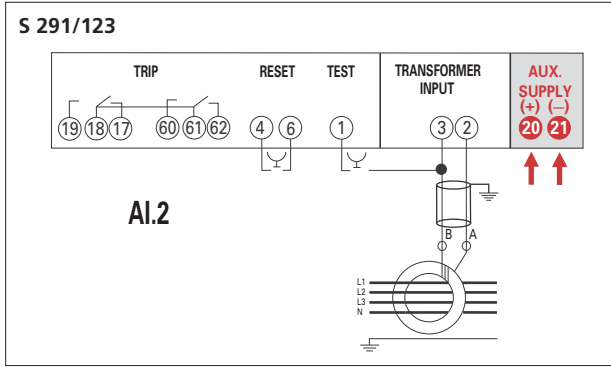 S 291/123
TRIP RESET TEST TRANSFORMER INPUT AUX. SUPPLY
(+) (—)
19 18 17 60 61 62 4 6 1 3 2 20 21
AI.2
B A
L1
L2
L3
N